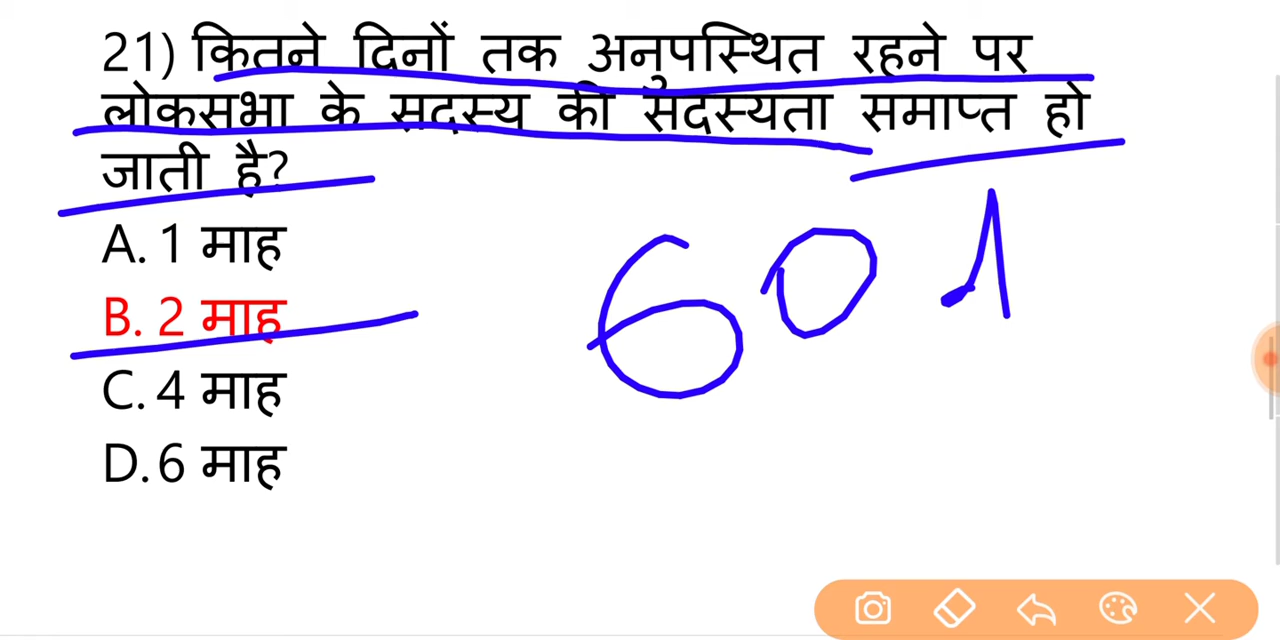 21) कितने दिनों तक अनुपस्थित रहने पर
लोकसभा के सदस्य की सदस्यता समाप्त हो
जाती है?
A. 1 माह
B. 2 माह
C. 4 माह
D. 6 माह
60